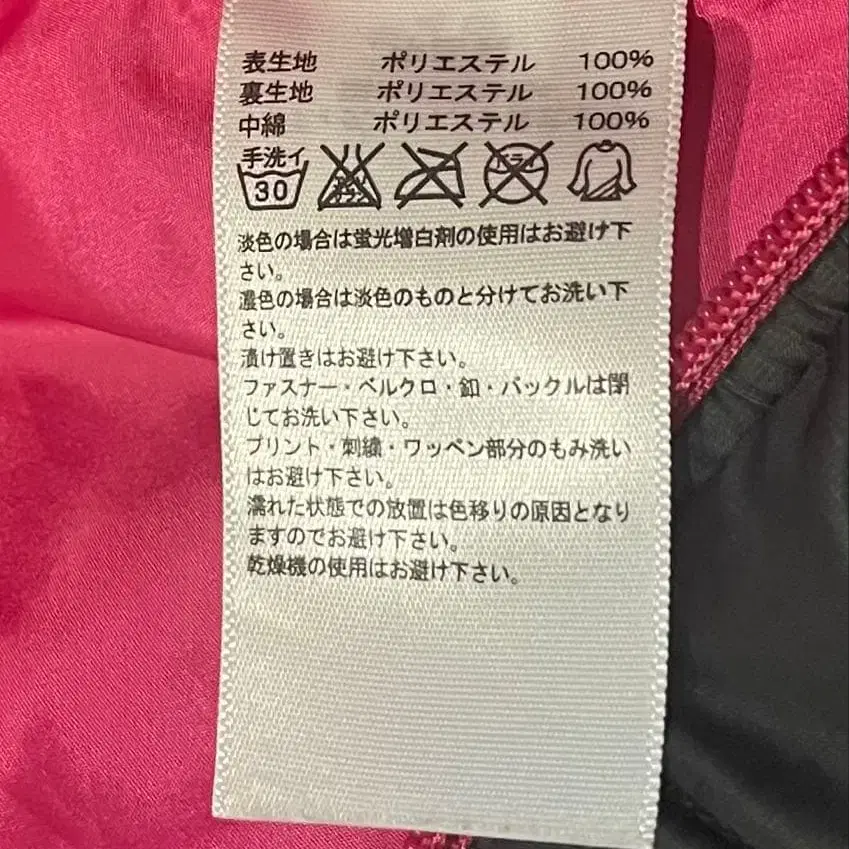 表生地 ポリエステル 100%
裏生地 ポリエステル 100%
中綿 ポリエステル 100%
手洗イ
30 ドライ
淡色の場合は蛍光増白剤の使用はお避け下
さい。
濃色の場合は淡色のものと分けてお洗い下
さい。
漬け置きはお避け下さい。
ファスナー・ベルクロ・釦・バックルは閉
じてお洗い下さい。
プリント・刺繍・ワッペン部分のもみ洗い
はお避け下さい。
濡れた状態での放置は色移りの原因となり
ますのでお避け下さい。
乾燥機の使用はお避け下さい。